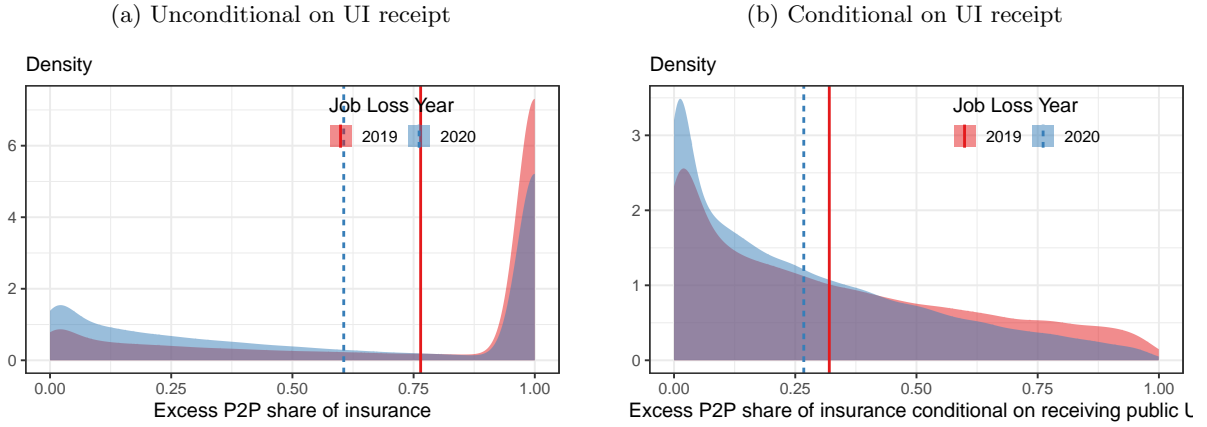 (a) Unconditional on UI receipt
Density
Job Loss Year
2019 2020
6
4
2
0
0.00 0.25 0.50 0.75 1.00
Excess P2P share of insurance
(b) Conditional on UI receipt
Density
Job Loss Year
2019 2020
3
2
1
0
0.00 0.25 0.50 0.75 1.00
Excess P2P share of insurance conditional on receiving public